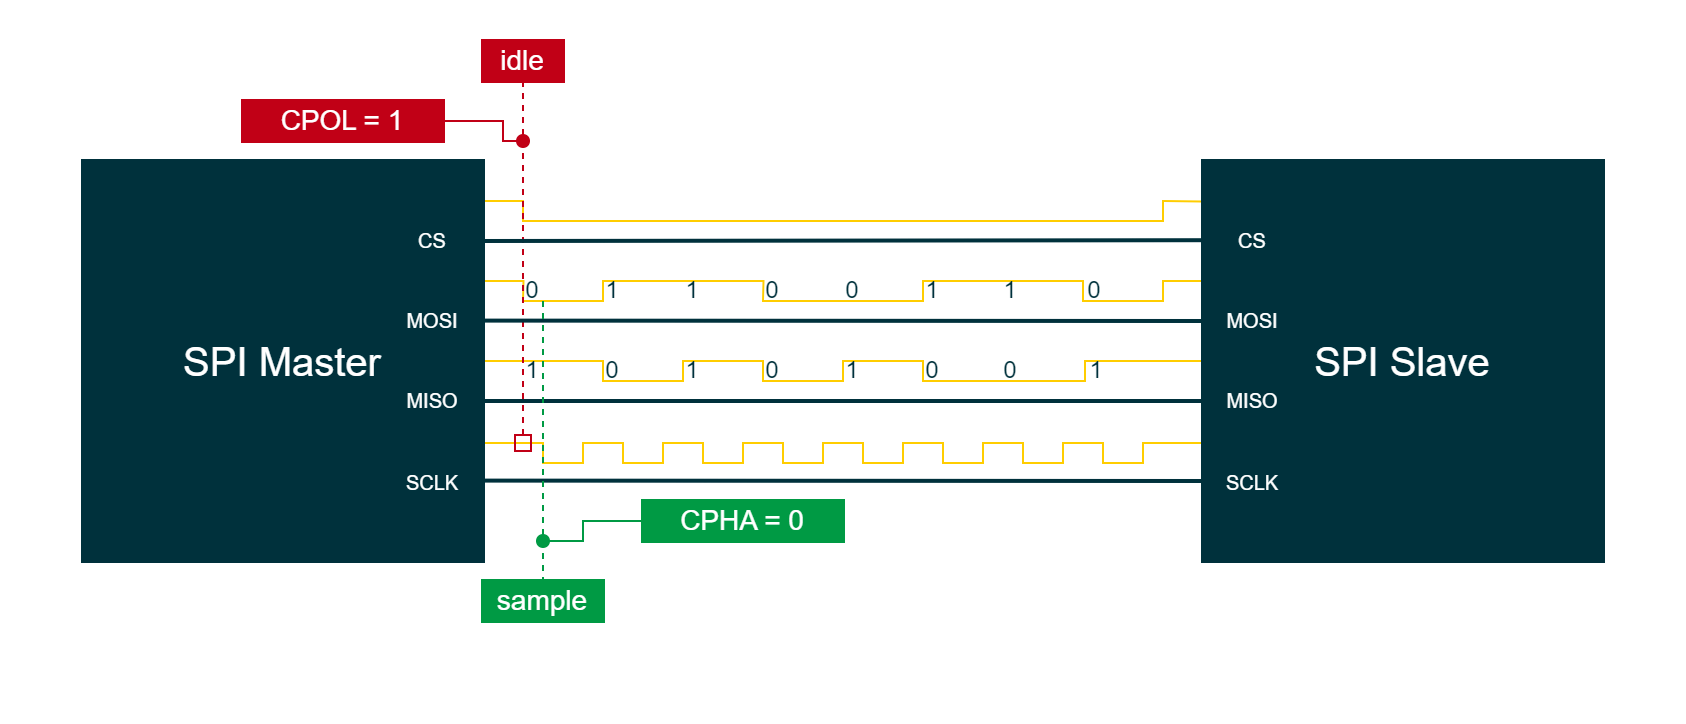 idle
CPOL = 1
CS
CS
0 1 1 0 0 1 1 0
MOSI
MOSI
SPI Master
SPI Slave
1 0 1 0 1 0 0 1
MISO
MISO
SCLK
SCLK
CPHA = 0
sample